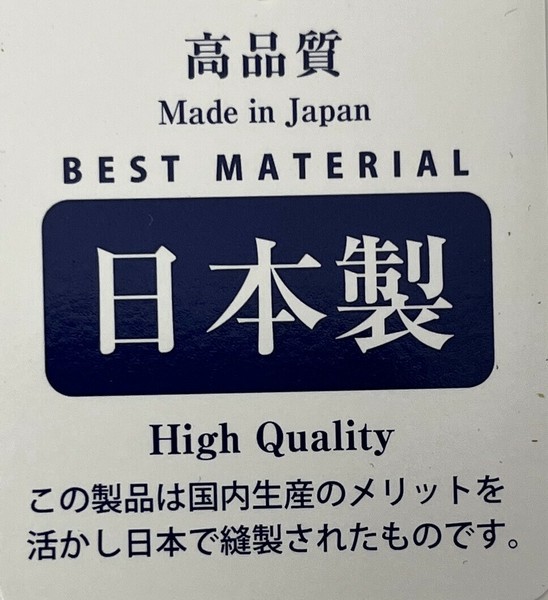 高品質
Made in Japan
BEST MATERIAL
日本製
High Quality
この製品は国内生産のメリットを
活かし日本で縫製されたものです。